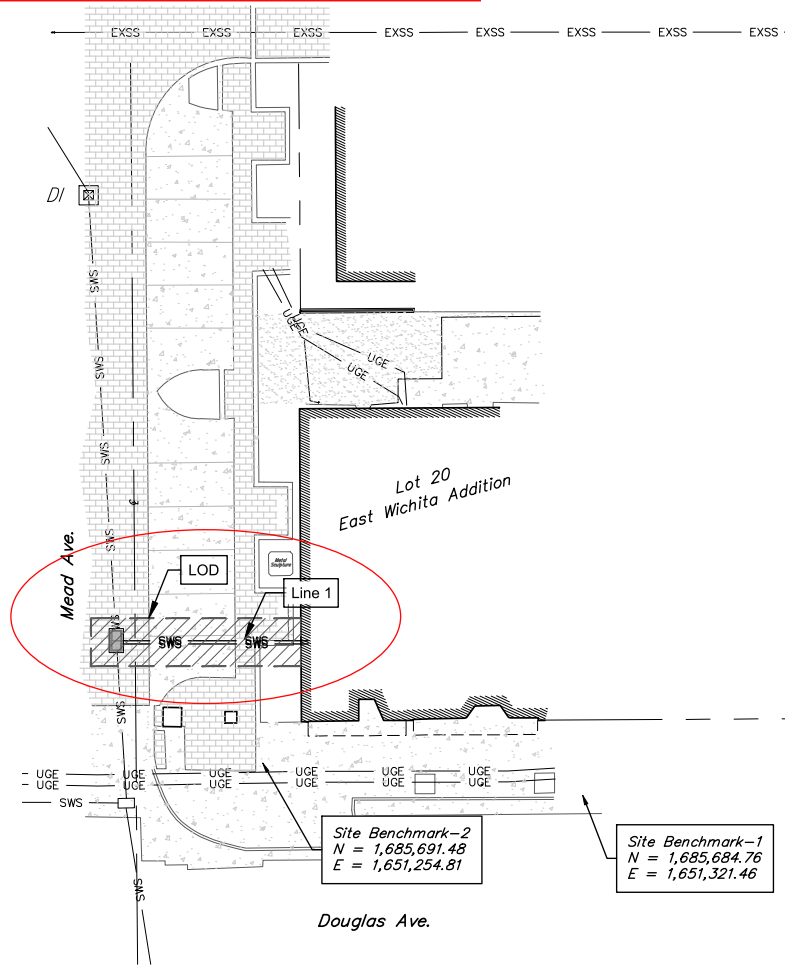 EXSS EXSS EXSS EXSS EXSS EXSS EXSS EXSS
DI
SWS
UGE
UGE
SWS
UGE
UGE
SWS
Lot 20
East Wichita Addition
SWS
Mead Ave.
Metal
Sculpture
LOD
Line 1
SWS
SWS SWS
SWS
UGE UGE UGE UGE UGE UGE
UGE UGE UGE UGE UGE UGE
SWS
Site Benchmark-2
N = 1,685,691.48
E = 1,651,254.81
Site Benchmark-1
N = 1,685,684.76
E = 1,651,321.46
SWS
Douglas Ave.